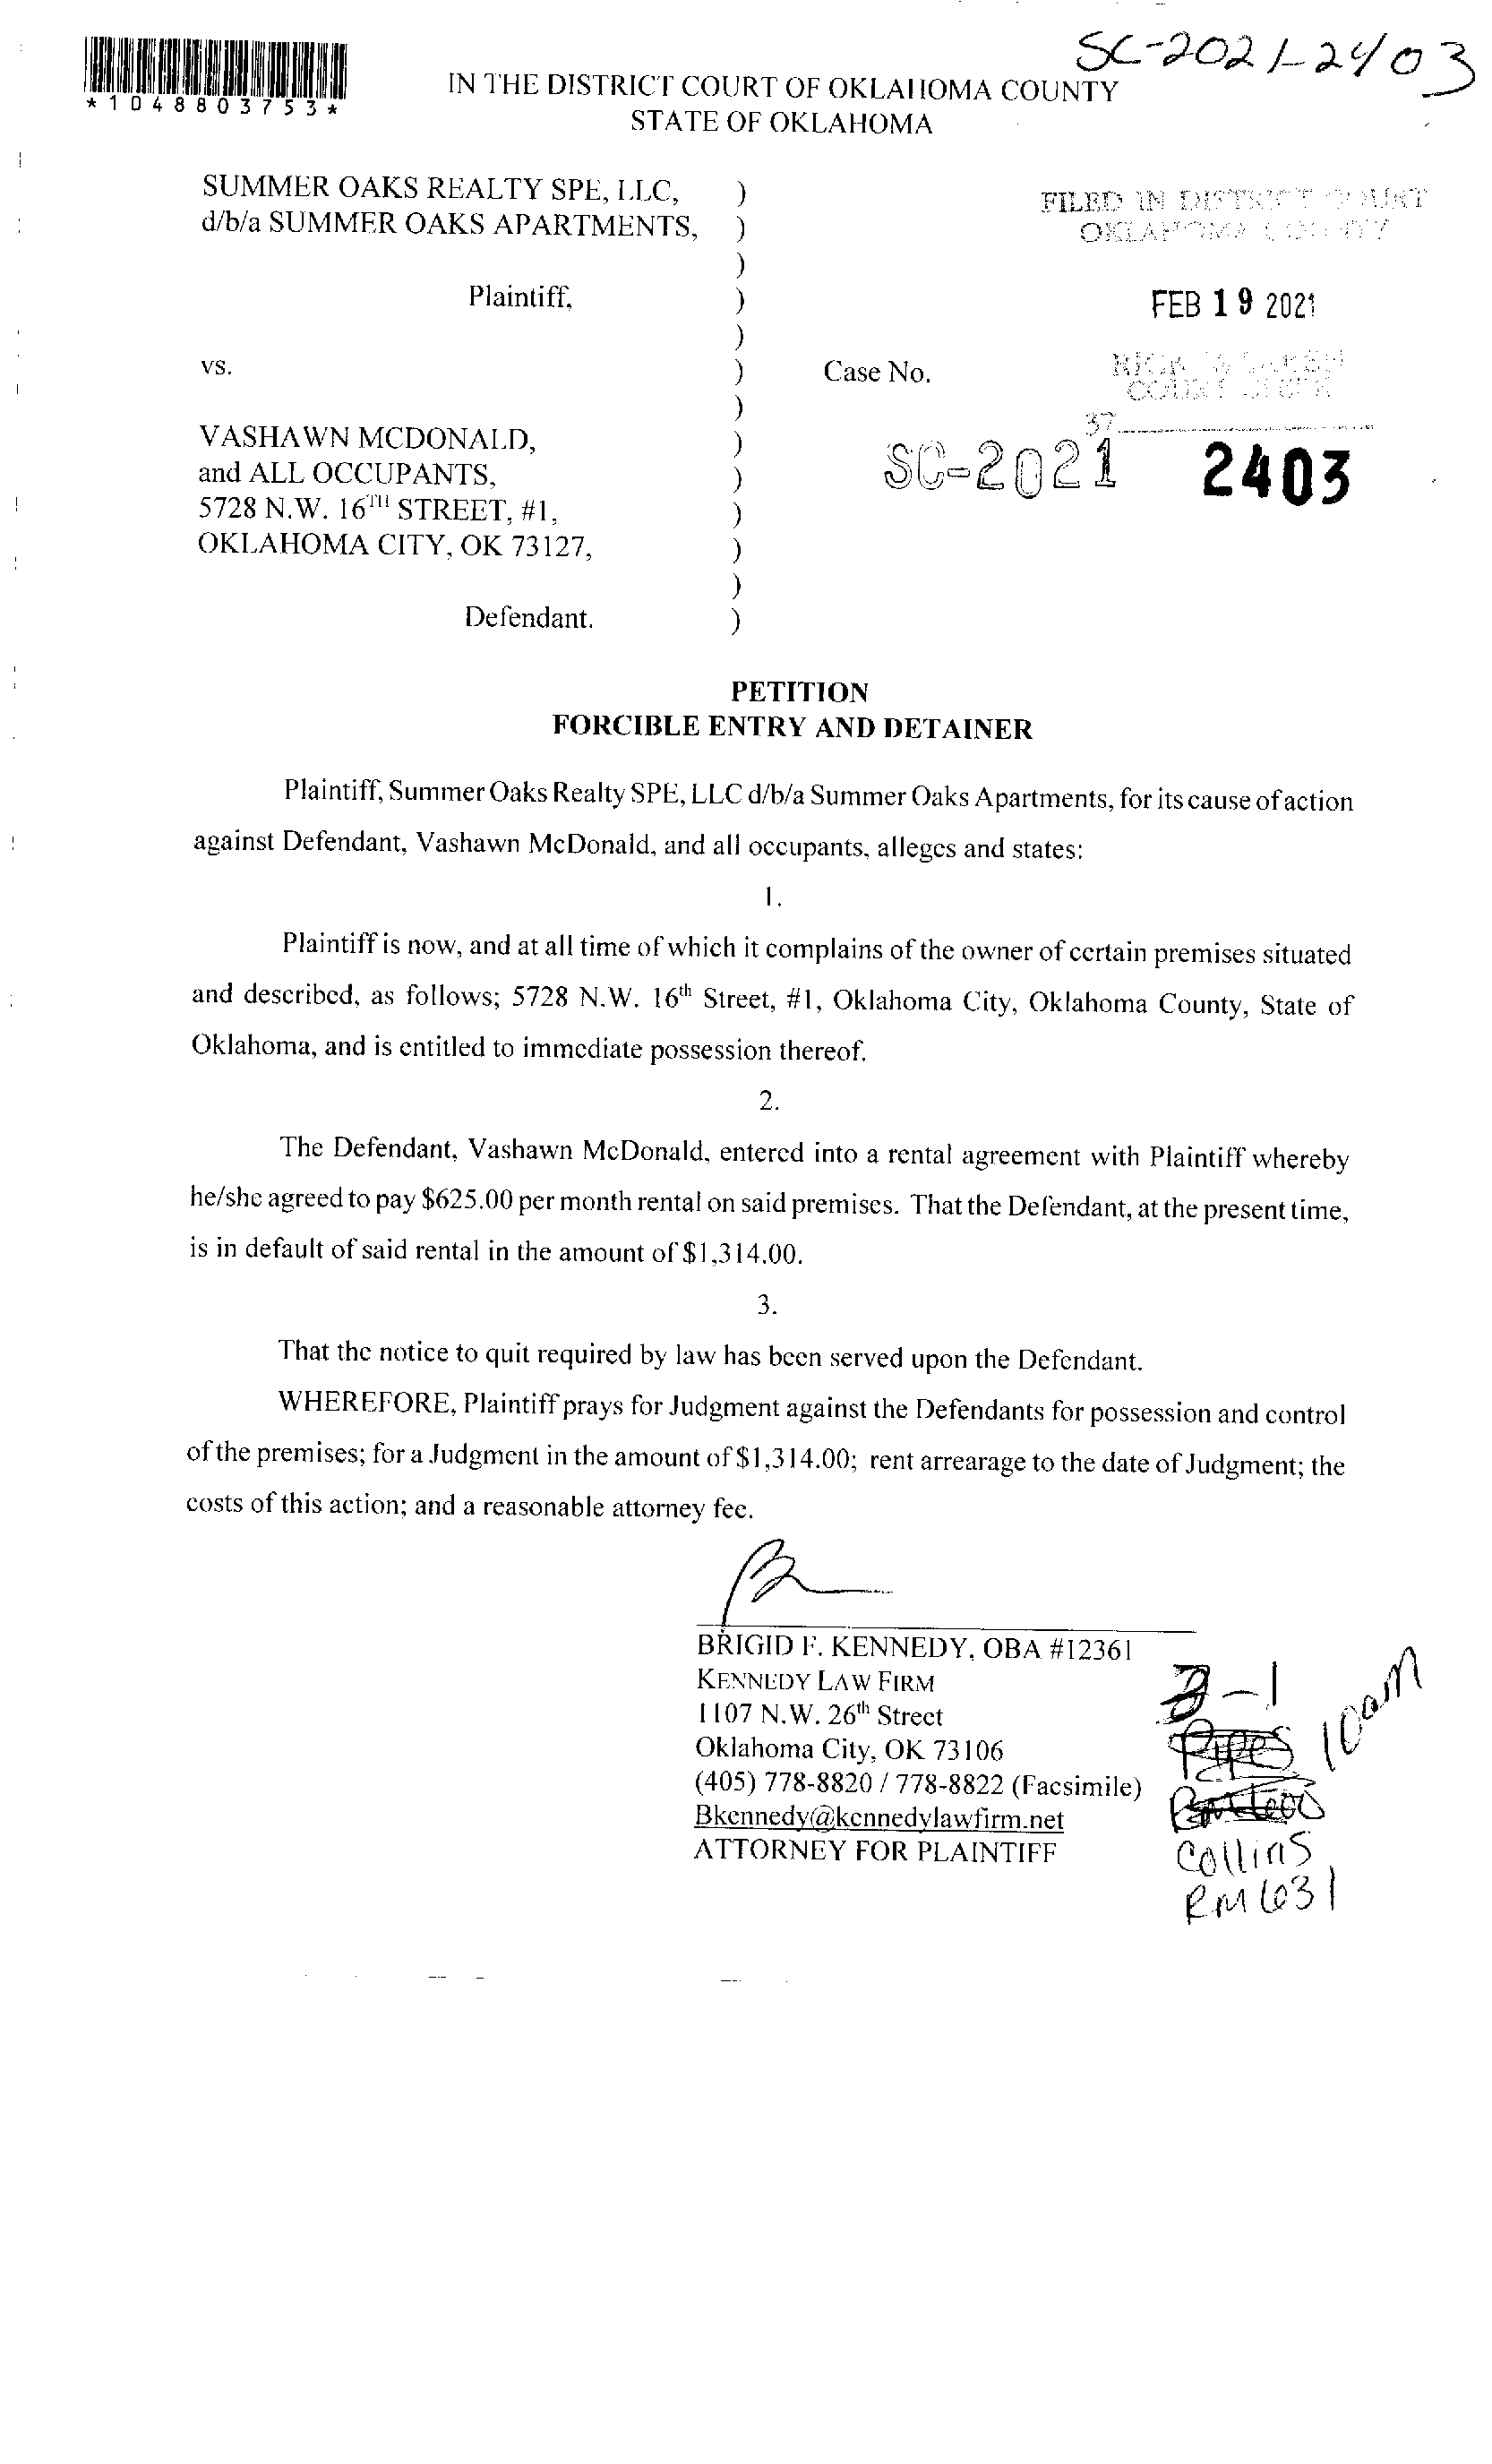 SC-2021-2403
*1048803753*
IN THE DISTRICT COURT OF OKLAHOMA COUNTY
STATE OF OKLAHOMA
SUMMER OAKS REALTY SPE, LLC, )
d/b/a SUMMER OAKS APARTMENTS, )
)
Plaintiff, )
)
vs. ) Case No.
)
VASHAWN MCDONALD, )
and ALL OCCUPANTS, )
5728 N.W. 16TH STREET, #1, )
OKLAHOMA CITY, OK 73127, )
)
Defendant. )
FILED IN DISTRICT COURT
OKLAHOMA COUNTY
FEB 19 2021
RICK WARREN
COURT CLERK
37
SC-2021 2403
PETITION
FORCIBLE ENTRY AND DETAINER
Plaintiff, Summer Oaks Realty SPE, LLC d/b/a Summer Oaks Apartments, for its cause of action
against Defendant, Vashawn McDonald, and all occupants, alleges and states:
1.
Plaintiff is now, and at all time of which it complains of the owner of certain premises situated
and described, as follows; 5728 N.W. 16th Street, #1, Oklahoma City, Oklahoma County, State of
Oklahoma, and is entitled to immediate possession thereof.
2.
The Defendant, Vashawn McDonald, entered into a rental agreement with Plaintiff whereby
he/she agreed to pay $625.00 per month rental on said premises. That the Defendant, at the present time,
is in default of said rental in the amount of $1,314.00.
3.
That the notice to quit required by law has been served upon the Defendant.
WHEREFORE, Plaintiff prays for Judgment against the Defendants for possession and control
of the premises; for a Judgment in the amount of $1,314.00; rent arrearage to the date of Judgment; the
costs of this action; and a reasonable attorney fee.
BRIGID F. KENNEDY, OBA #12361
KENNEDY LAW FIRM
1107 N.W. 26th Street
Oklahoma City, OK 73106
(405) 778-8820 / 778-8822 (Facsimile)
Bkennedy@kennedylawfirm.net
ATTORNEY FOR PLAINTIFF
3-1
10am
Collins
RM 631